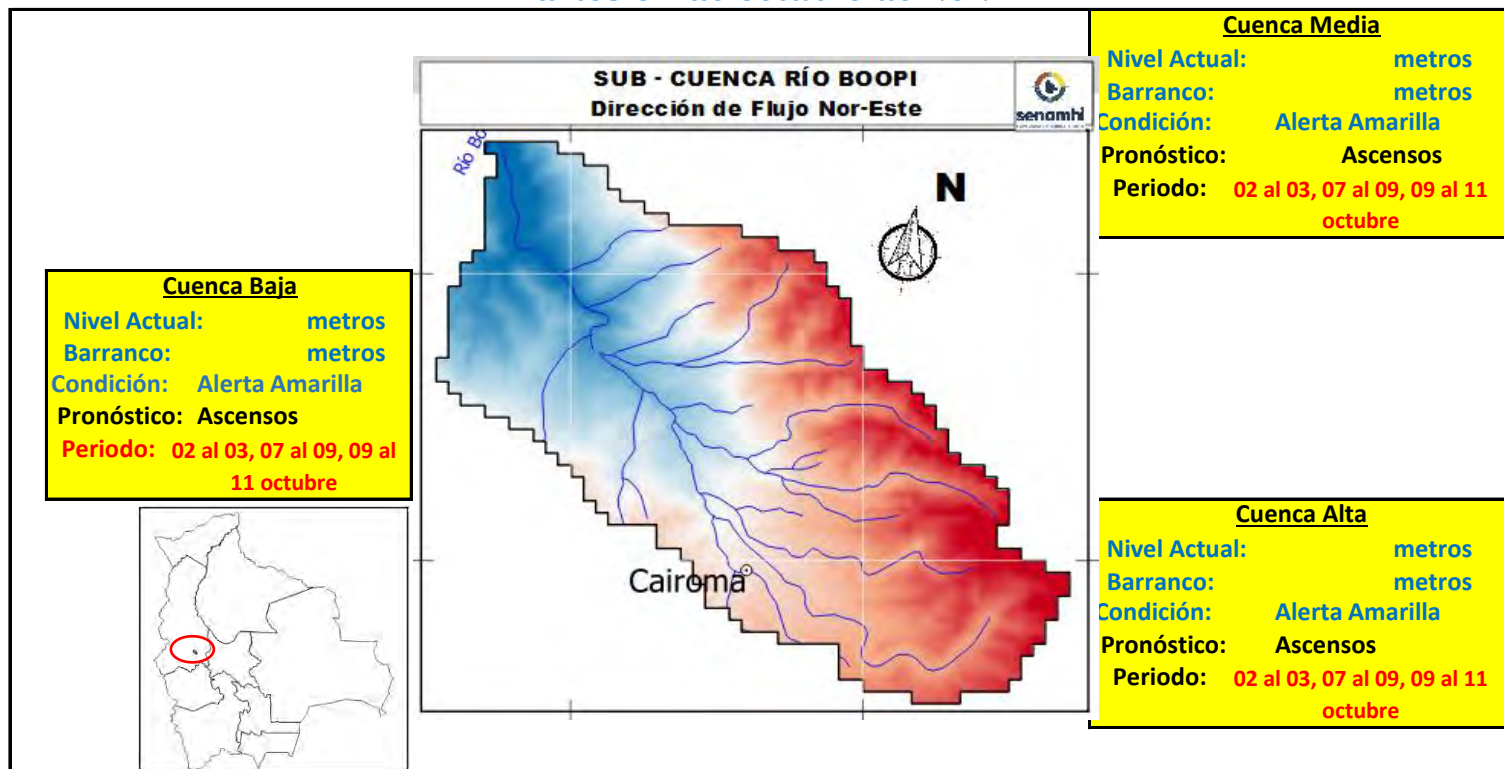 SUB - CUENCA RÍO BOOPI
Dirección de Flujo Nor-Este
senamhi
N
Cairoma
Cuenca Media
Nivel Actual: metros
Barranco: metros
Condición: Alerta Amarilla
Pronóstico: Ascensos
Periodo: 02 al 03, 07 al 09, 09 al 11
octubre
Cuenca Baja
Nivel Actual: metros
Barranco: metros
Condición: Alerta Amarilla
Pronóstico: Ascensos
Periodo: 02 al 03, 07 al 09, 09 al
11 octubre
Cuenca Alta
Nivel Actual: metros
Barranco: metros
Condición: Alerta Amarilla
Pronóstico: Ascensos
Periodo: 02 al 03, 07 al 09, 09 al 11
octubre
Río Bo